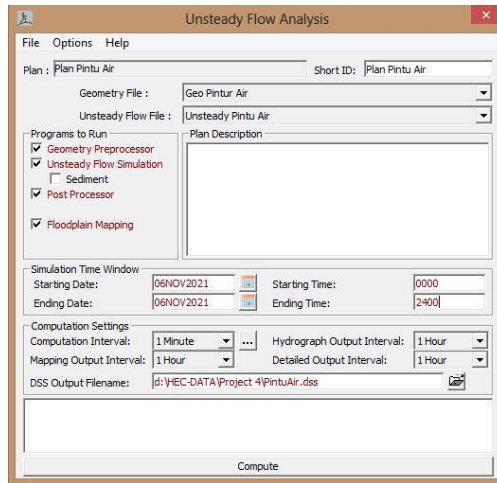 Unsteady Flow Analysis
File Options Help
Plan : Plan Pintu Air Short ID: Plan Pintu Air
Geometry File : Geo Pintur Air
Unsteady Flow File : Unsteady Pintu Air
Programs to Run Plan Description
Geometry Preprocessor
Unsteady Flow Simulation
Sediment
Post Processor
Floodplain Mapping
Simulation Time Window
Starting Date: 06NOV2021 Starting Time: 0000
Ending Date: 06NOV2021 Ending Time: 2400
Computation Settings
Computation Interval: 1 Minute ... Hydrograph Output Interval: 1 Hour
Mapping Output Interval: 1 Hour Detailed Output Interval: 1 Hour
DSS Output Filename: d:\HEC-DATA\Project 4\PintuAir.dss
Compute